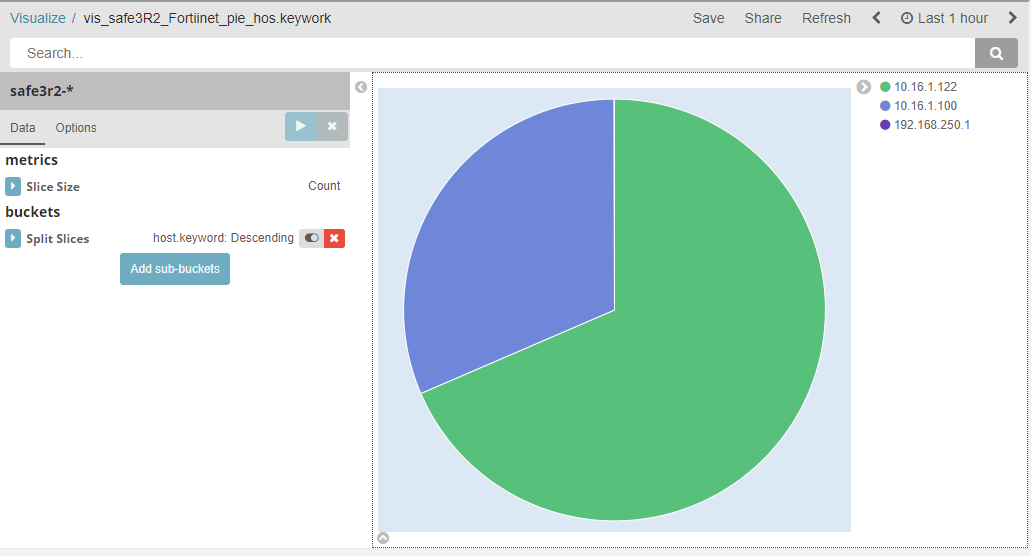 Visualize / vis_safe3R2_Fortiinet_pie_hos.keywork
Save Share Refresh Last 1 hour
Search...
safe3r2-*
Data Options
metrics
Slice Size Count
buckets
Split Slices host.keyword: Descending
Add sub-buckets
10.16.1.122
10.16.1.100
192.168.250.1